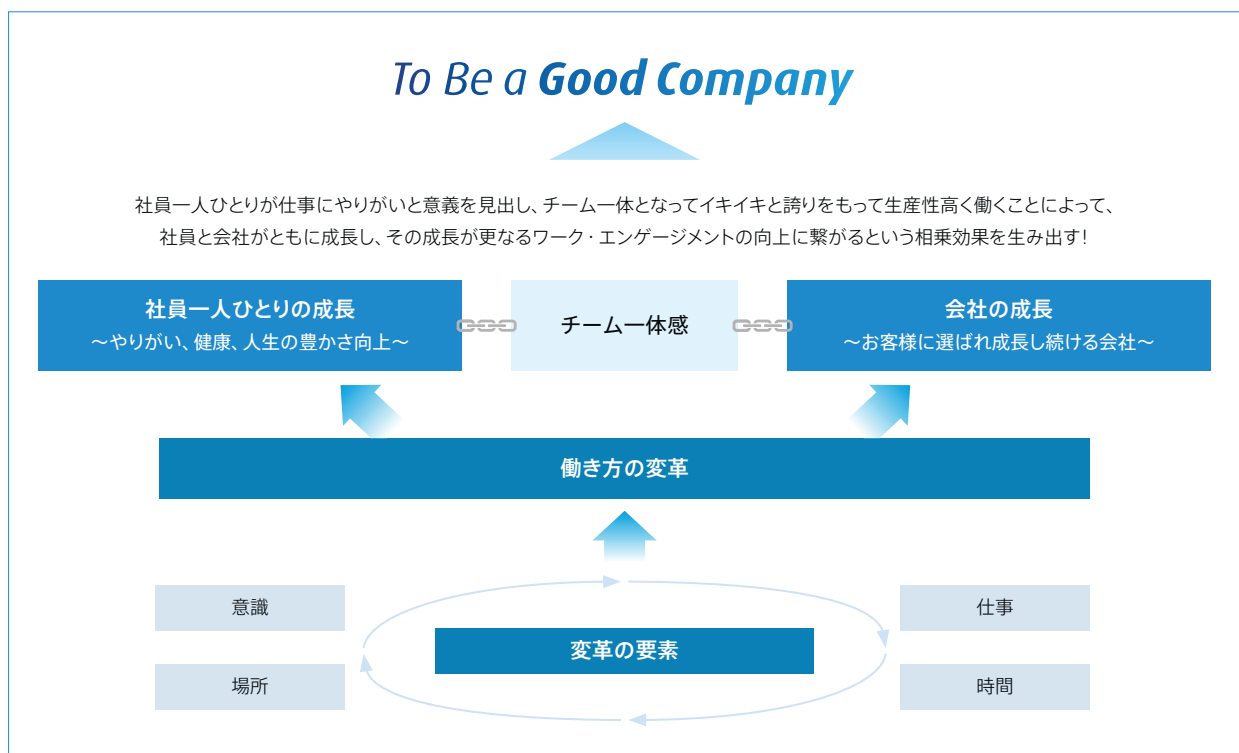 To Be a Good Company
社員一人ひとりが仕事にやりがいと意義を見出し、チーム一体となってイキイキと誇りをもって生産性高く働くことによって、
社員と会社がともに成長し、その成長が更なるワーク・エンゲージメントの向上に繋がるという相乗効果を生み出す！
社員一人ひとりの成長
～やりがい、健康、人生の豊かさ向上～
チーム一体感
会社の成長
～お客様に選ばれ成長し続ける会社～
働き方の変革
意識
仕事
変革の要素
場所
時間